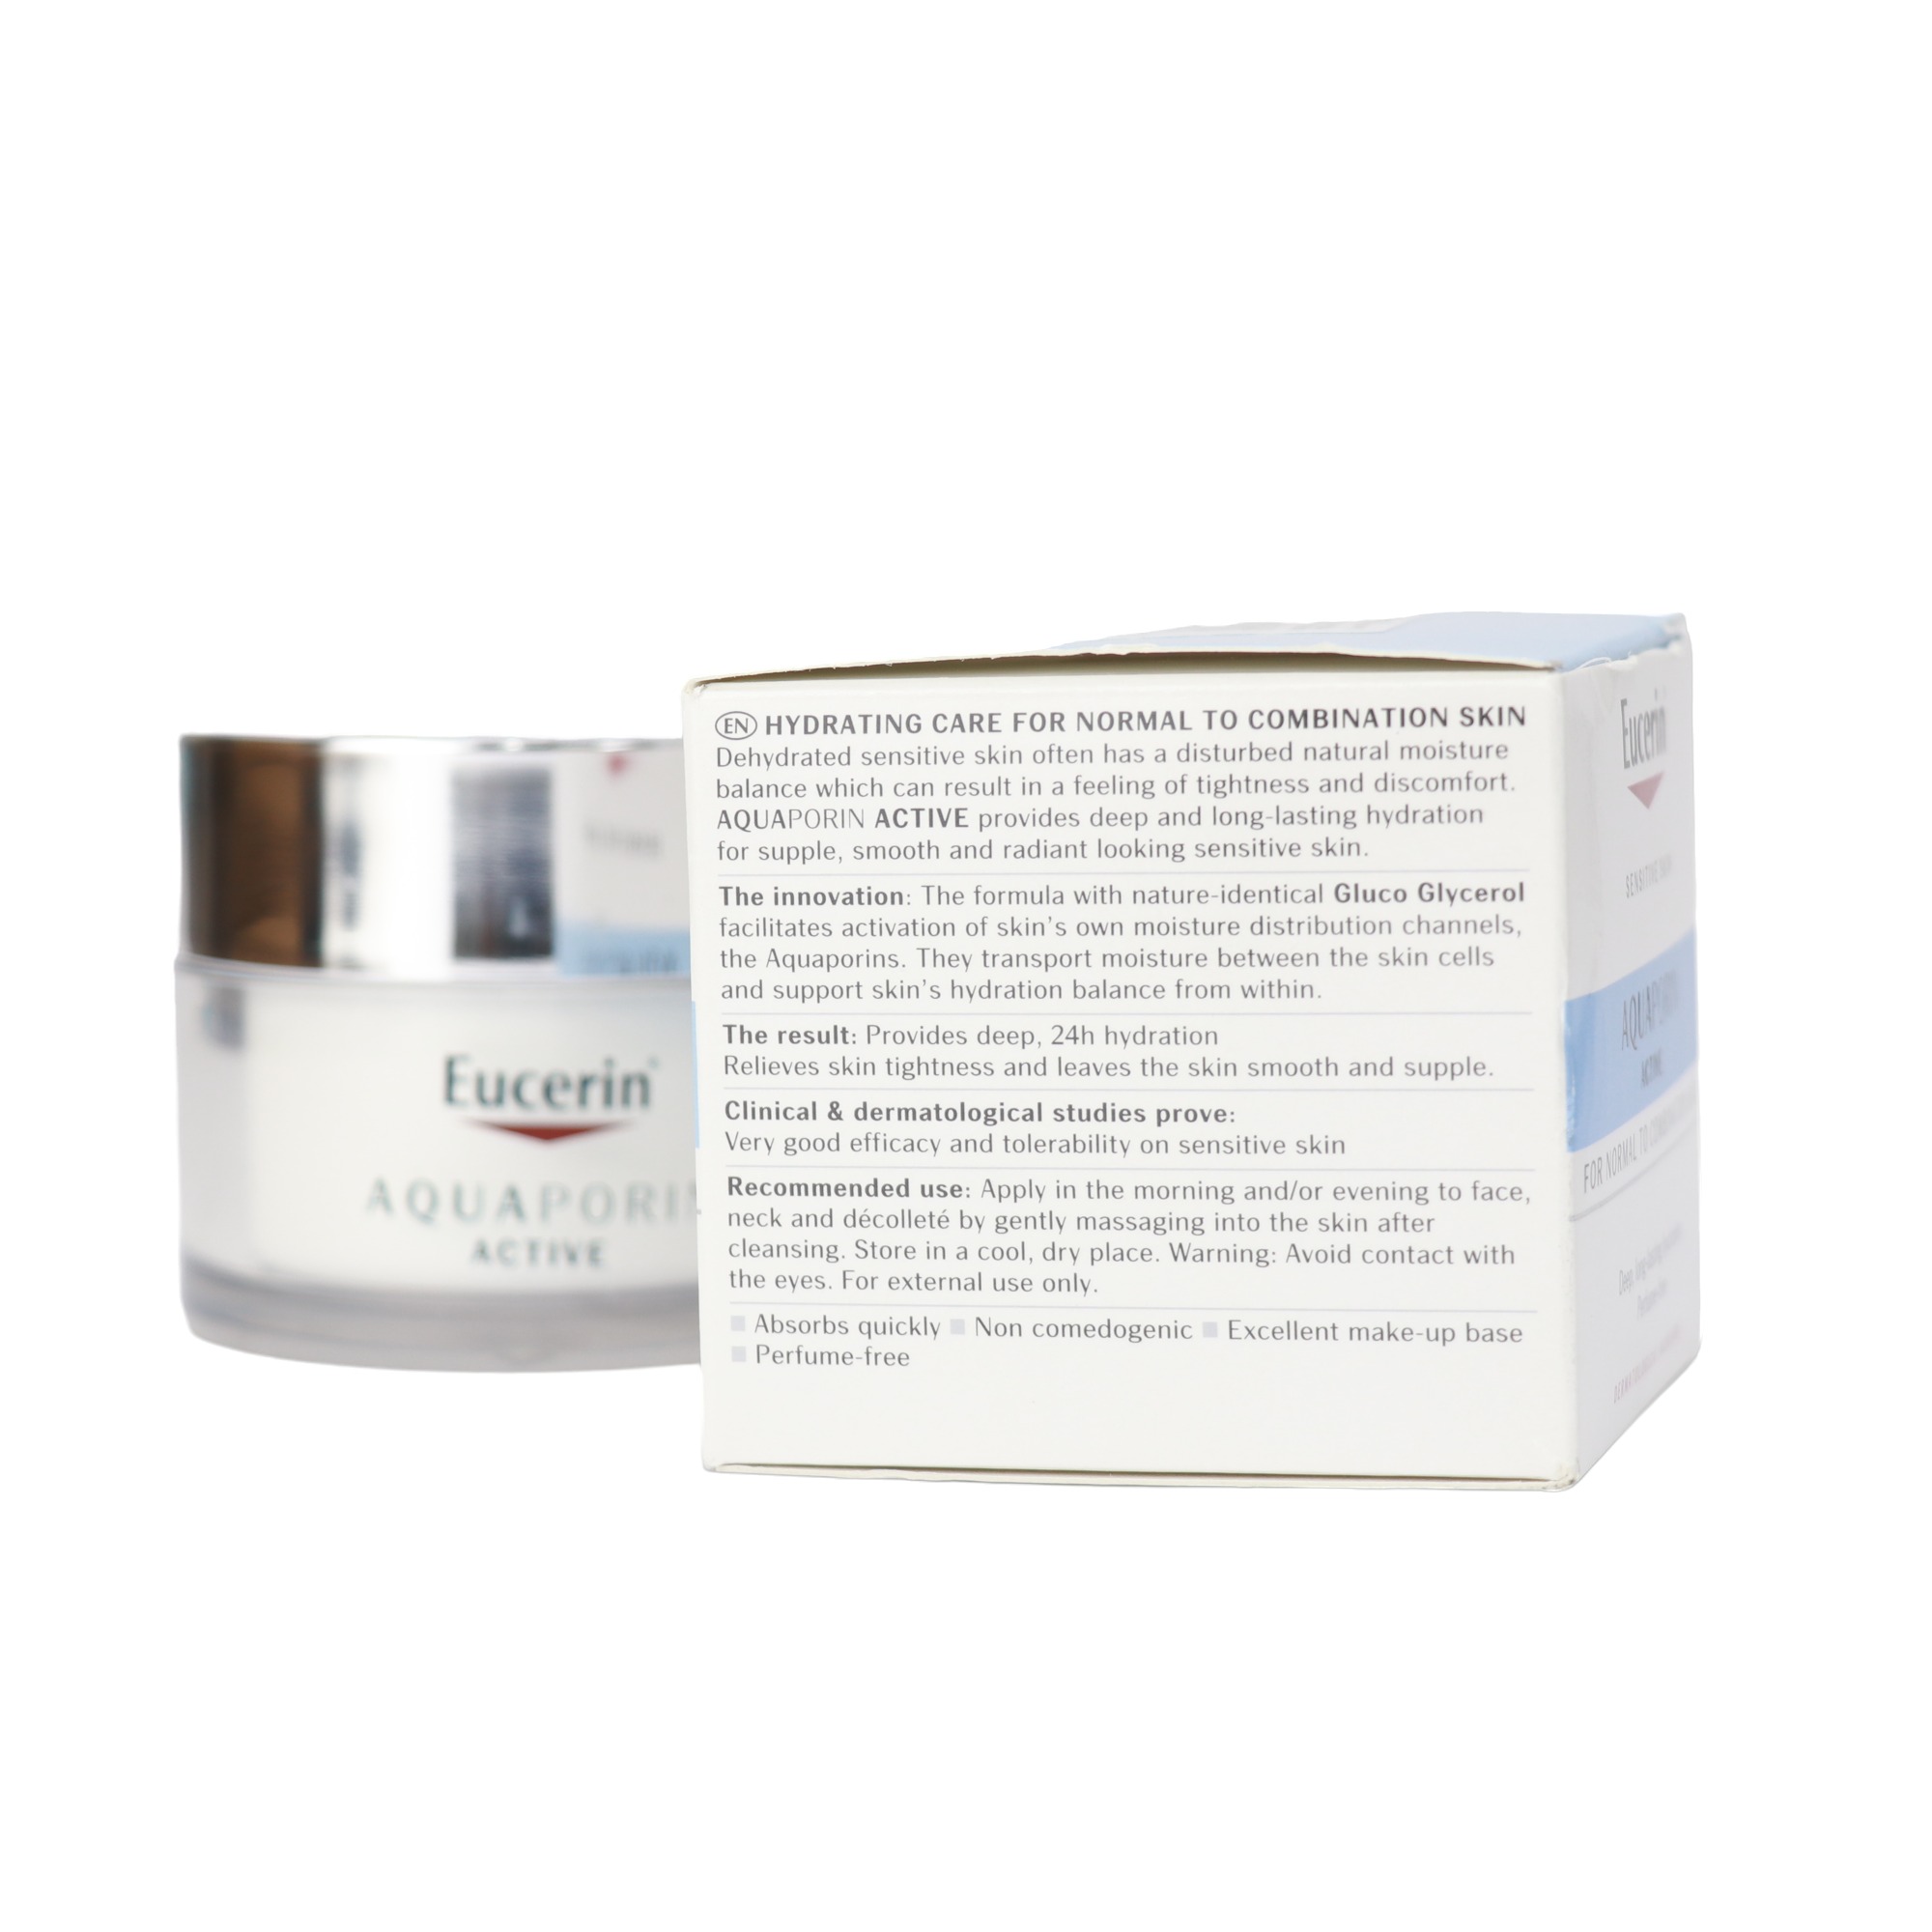 EN HYDRATING CARE FOR NORMAL TO COMBINATION SKIN
Dehydrated sensitive skin often has a disturbed natural moisture
balance which can result in a feeling of tightness and discomfort.
AQUAPORIN ACTIVE provides deep and long-lasting hydration
for supple, smooth and radiant looking sensitive skin.
The innovation: The formula with nature-identical Gluco Glycerol
facilitates activation of skin's own moisture distribution channels,
the Aquaporins. They transport moisture between the skin cells
and support skin's hydration balance from within.
The result: Provides deep, 24h hydration
Relieves skin tightness and leaves the skin smooth and supple.
Clinical & dermatological studies prove:
Very good efficacy and tolerability on sensitive skin
Recommended use: Apply in the morning and/or evening to face,
neck and décolleté by gently massaging into the skin after
cleansing. Store in a cool, dry place. Warning: Avoid contact with
the eyes. For external use only.
Absorbs quickly Non comedogenic Excellent make-up base
Perfume-free
Eucerin
AQUAPORIN
ACTIVE
Eucerin
SENSITIVE SKIN
AQUAPORIN
ACTIVE
FOR NORMAL TO